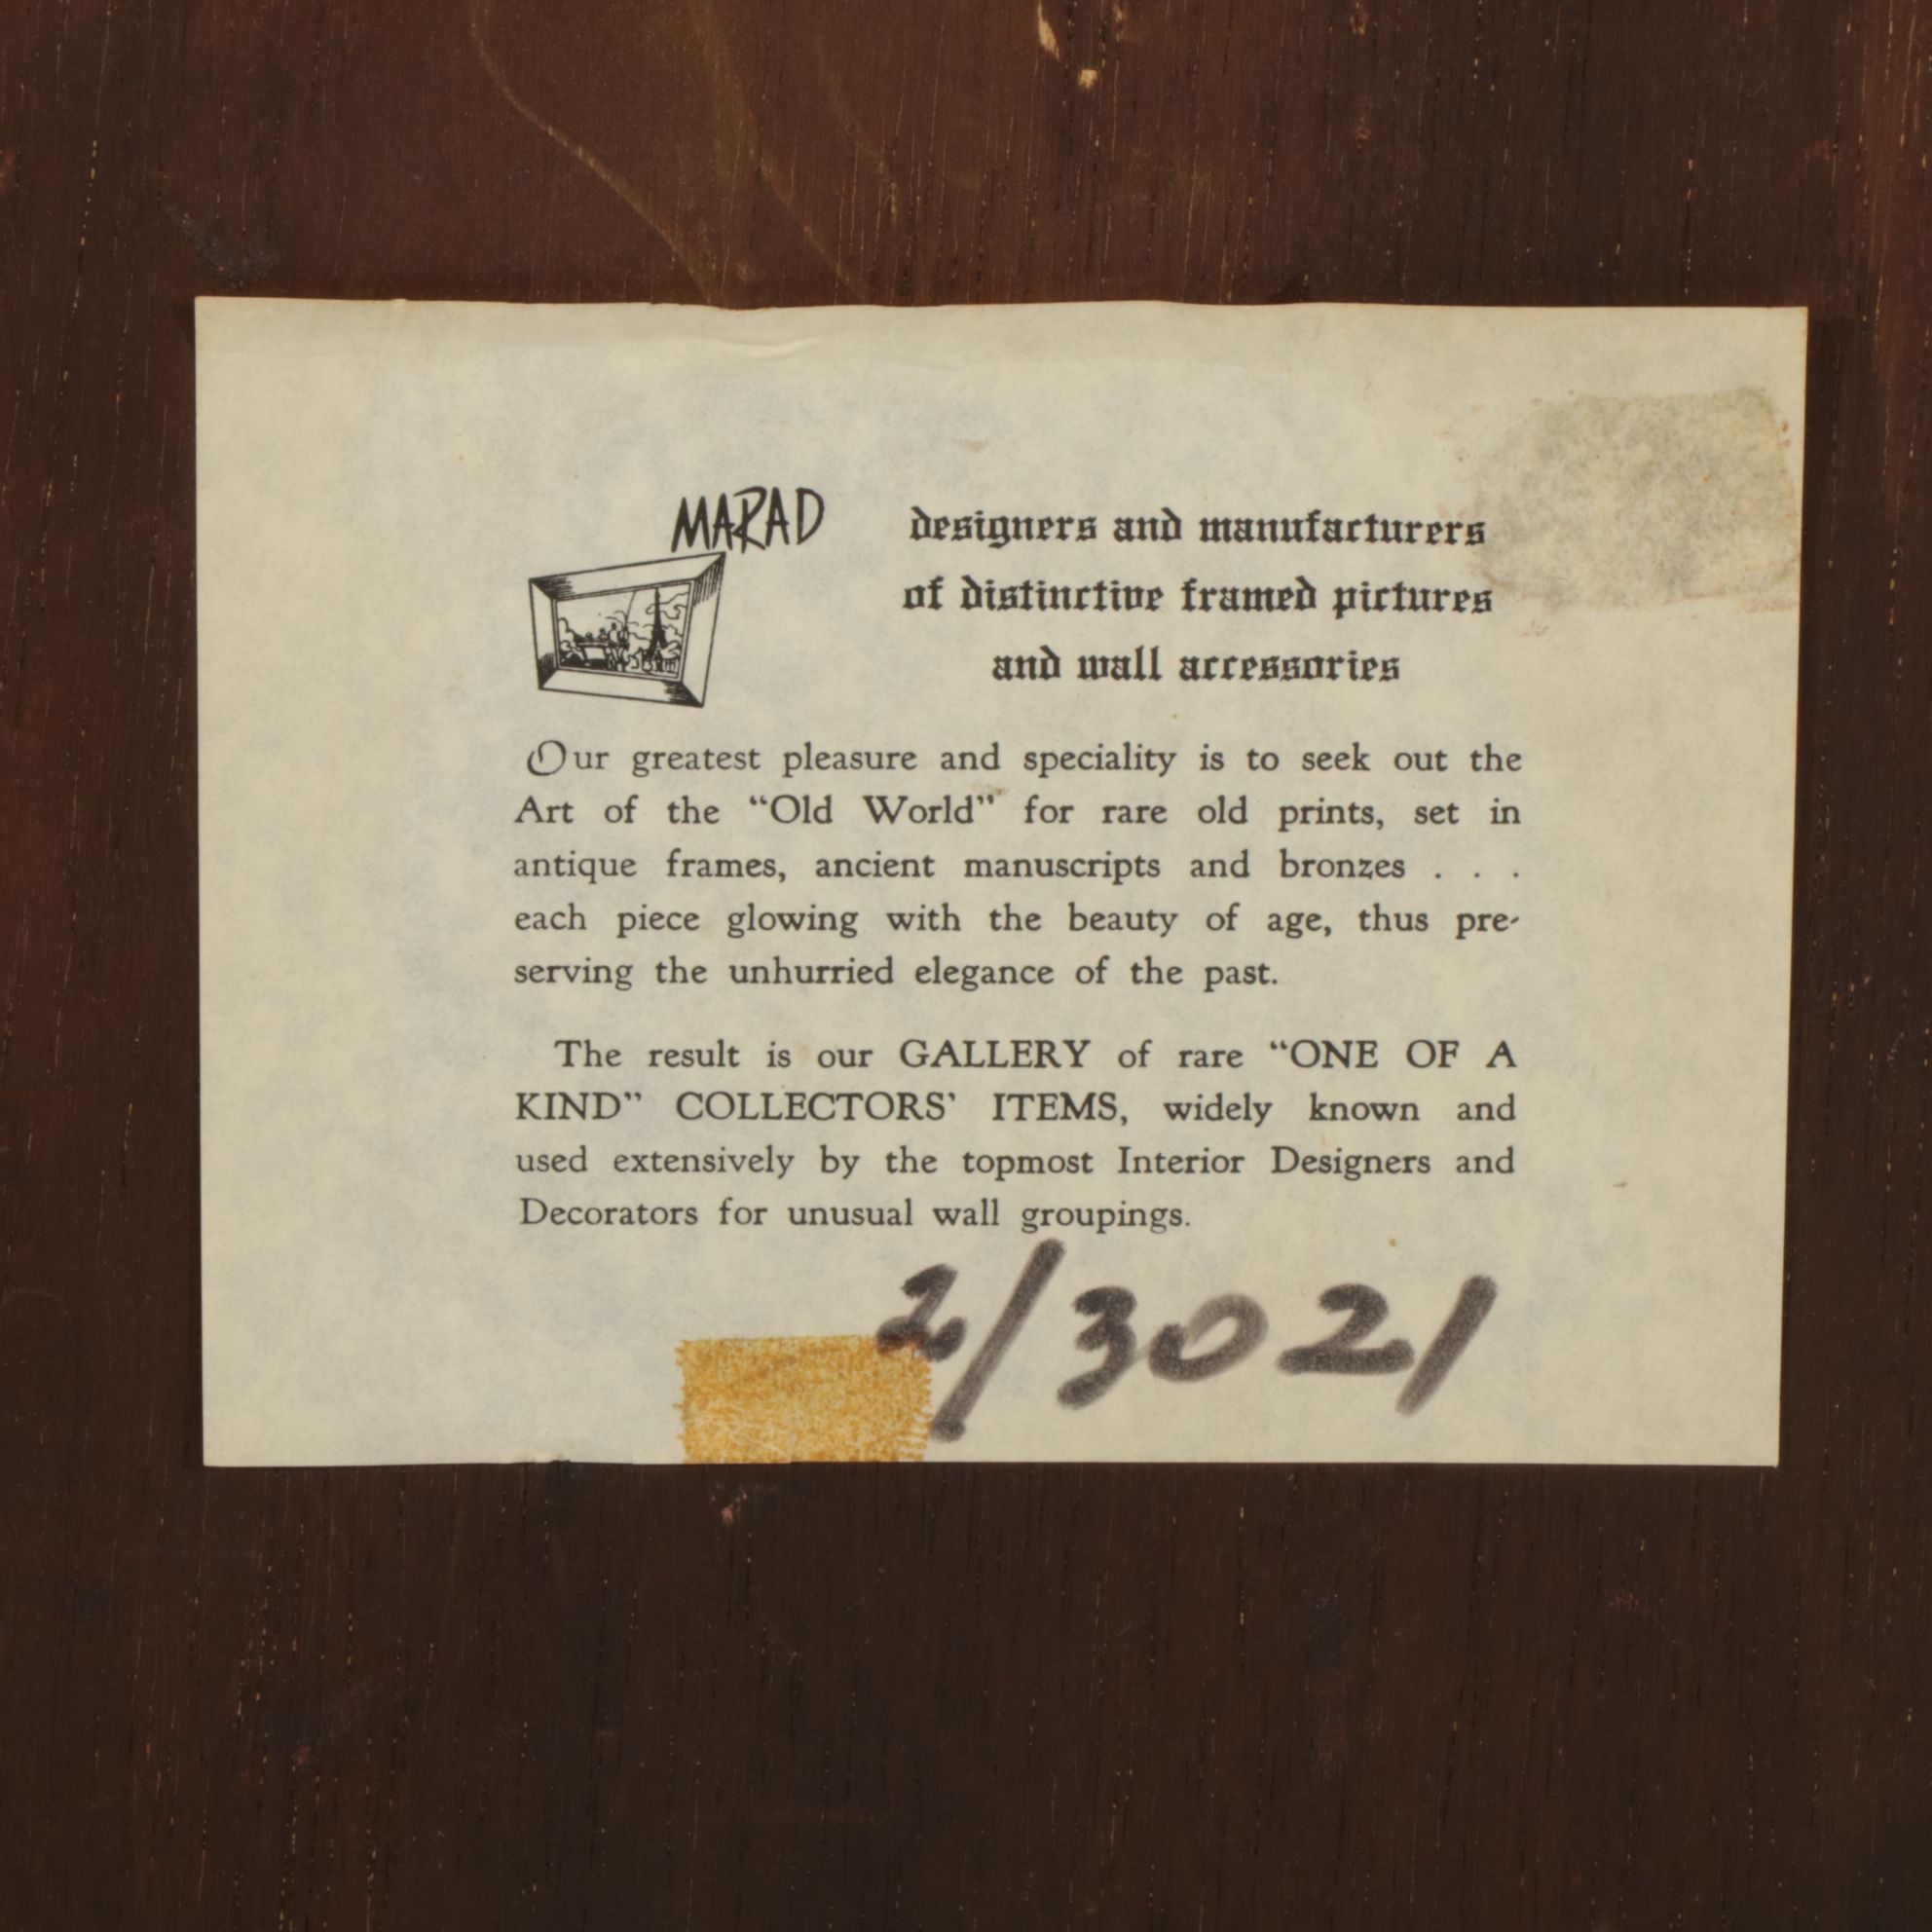 MARAD
designers and manufacturers
of distinctive framed pictures
and wall accessories
Our greatest pleasure and speciality is to seek out the
Art of the “Old World” for rare old prints, set in
antique frames, ancient manuscripts and bronzes . . .
each piece glowing with the beauty of age, thus pre-
serving the unhurried elegance of the past.
The result is our GALLERY of rare “ONE OF A
KIND” COLLECTORS’ ITEMS, widely known and
used extensively by the topmost Interior Designers and
Decorators for unusual wall groupings.
2/3021